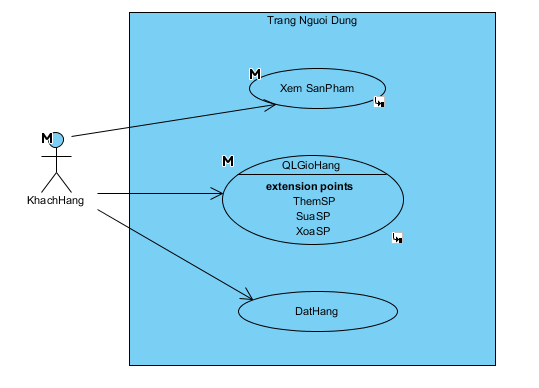 Trang Nguoi Dung
M
Xem SanPham
M
KhachHang
M
QLGioHang
extension points
ThemSP
SuaSP
XoaSP
DatHang